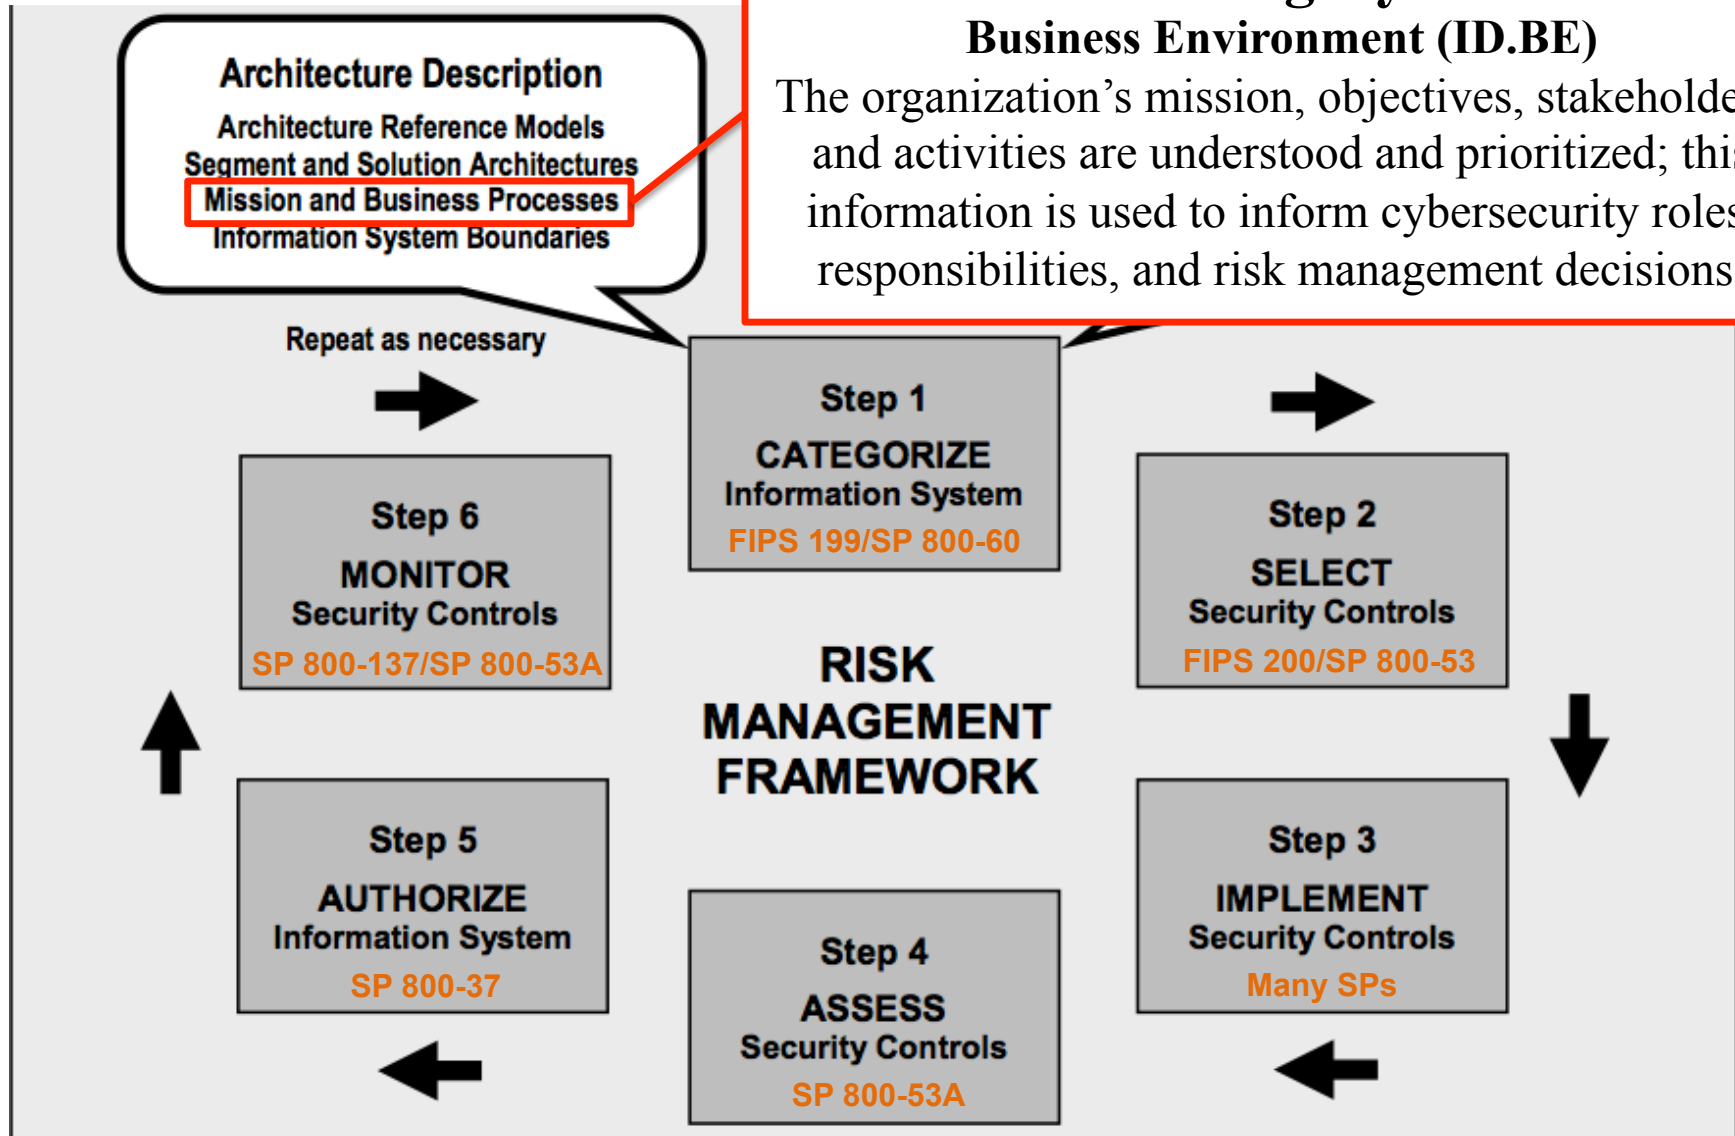 Business Environment (ID.BE)
The organization’s mission, objectives,
and activities are understood and prioritized;
information is used to inform cybersecurity
responsibilities, and risk management decisions
Architecture Description
Architecture Reference Models
Segment and Solution Architectures
Mission and Business Processes
Information System Boundaries
Repeat as necessary
Step 1
CATEGORIZE
Information System
FIPS 199/SP 800-60
Step 2
SELECT
Security Controls
FIPS 200/SP 800-53
Step 3
IMPLEMENT
Security Controls
Many SPs
Step 4
ASSESS
Security Controls
SP 800-53A
Step 5
AUTHORIZE
Information System
SP 800-37
Step 6
MONITOR
Security Controls
SP 800-137/SP 800-53A
RISK
MANAGEMENT
FRAMEWORK